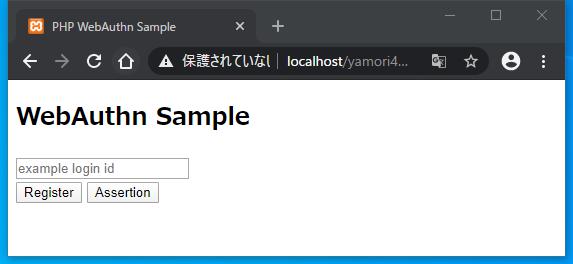 PHP WebAuthn Sample
保護されていない localhost/yamori4...
WebAuthn Sample
example login id
Register Assertion